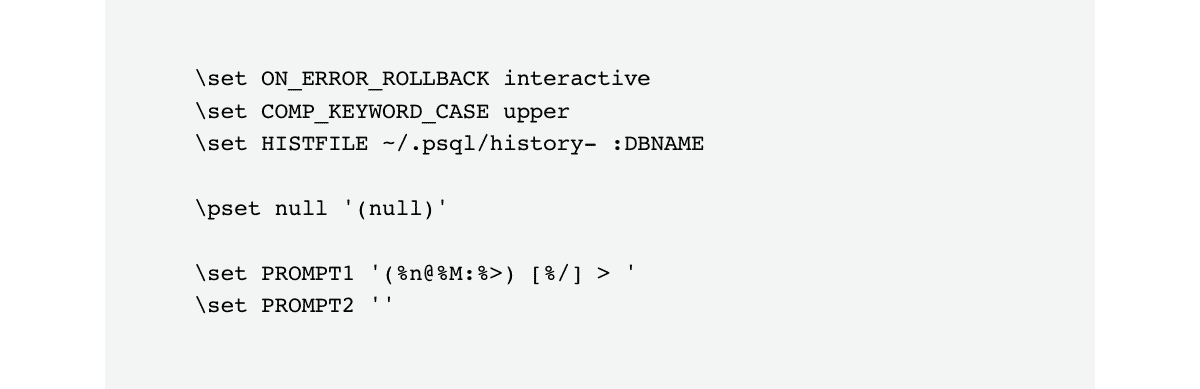 \set ON_ERROR_ROLLBACK interactive
\set COMP_KEYWORD_CASE upper
\set HISTFILE ~/.psql/history- :DBNAME
\pset null '(null)'
\set PROMPT1 '(%n@%M:%>) [%/] > '
\set PROMPT2 ''